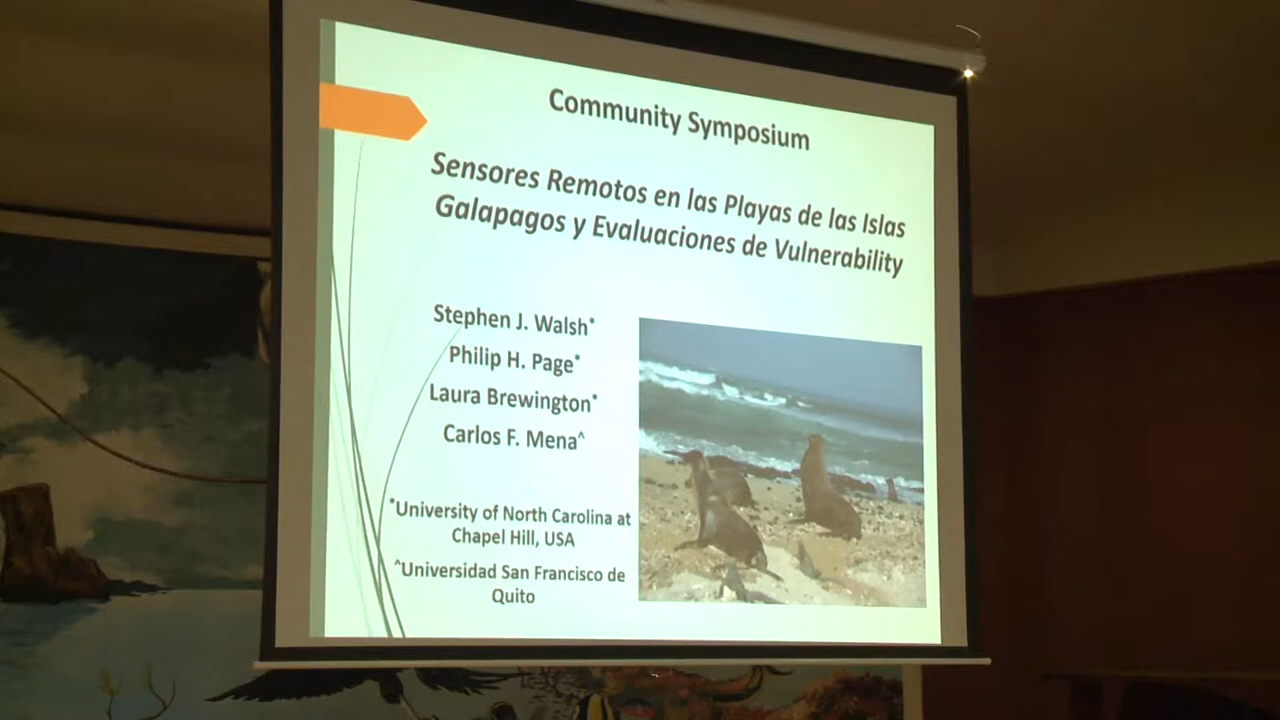 Community Symposium
Sensores Remotos en las Playas de las Islas
Galapagos y Evaluaciones de Vulnerability
Stephen J. Walsh*
Philip H. Page*
Laura Brewington*
Carlos F. Mena^
*University of North Carolina at
Chapel Hill, USA
^Universidad San Francisco de
Quito